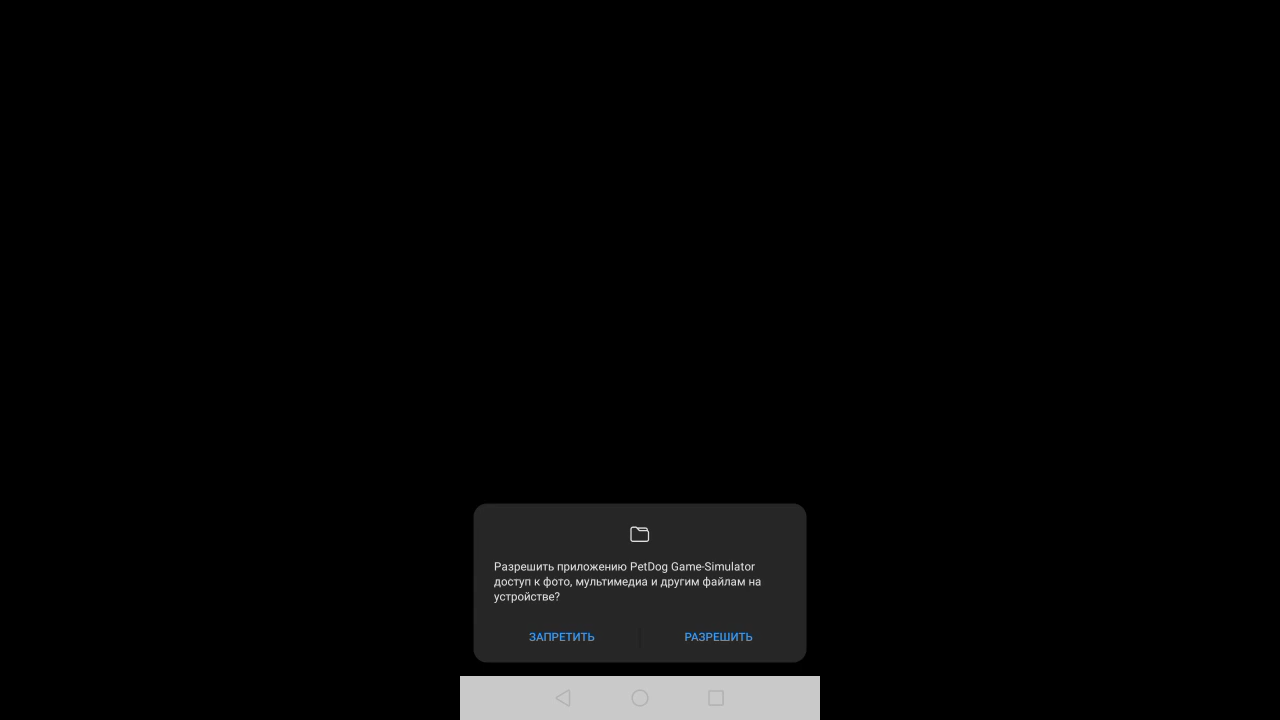 Разрешить приложению PetDog Game-Simulator
доступ к фото, мультимедиа и другим файлам на
устройстве?
ЗАПРЕТИТЬ
РАЗРЕШИТЬ